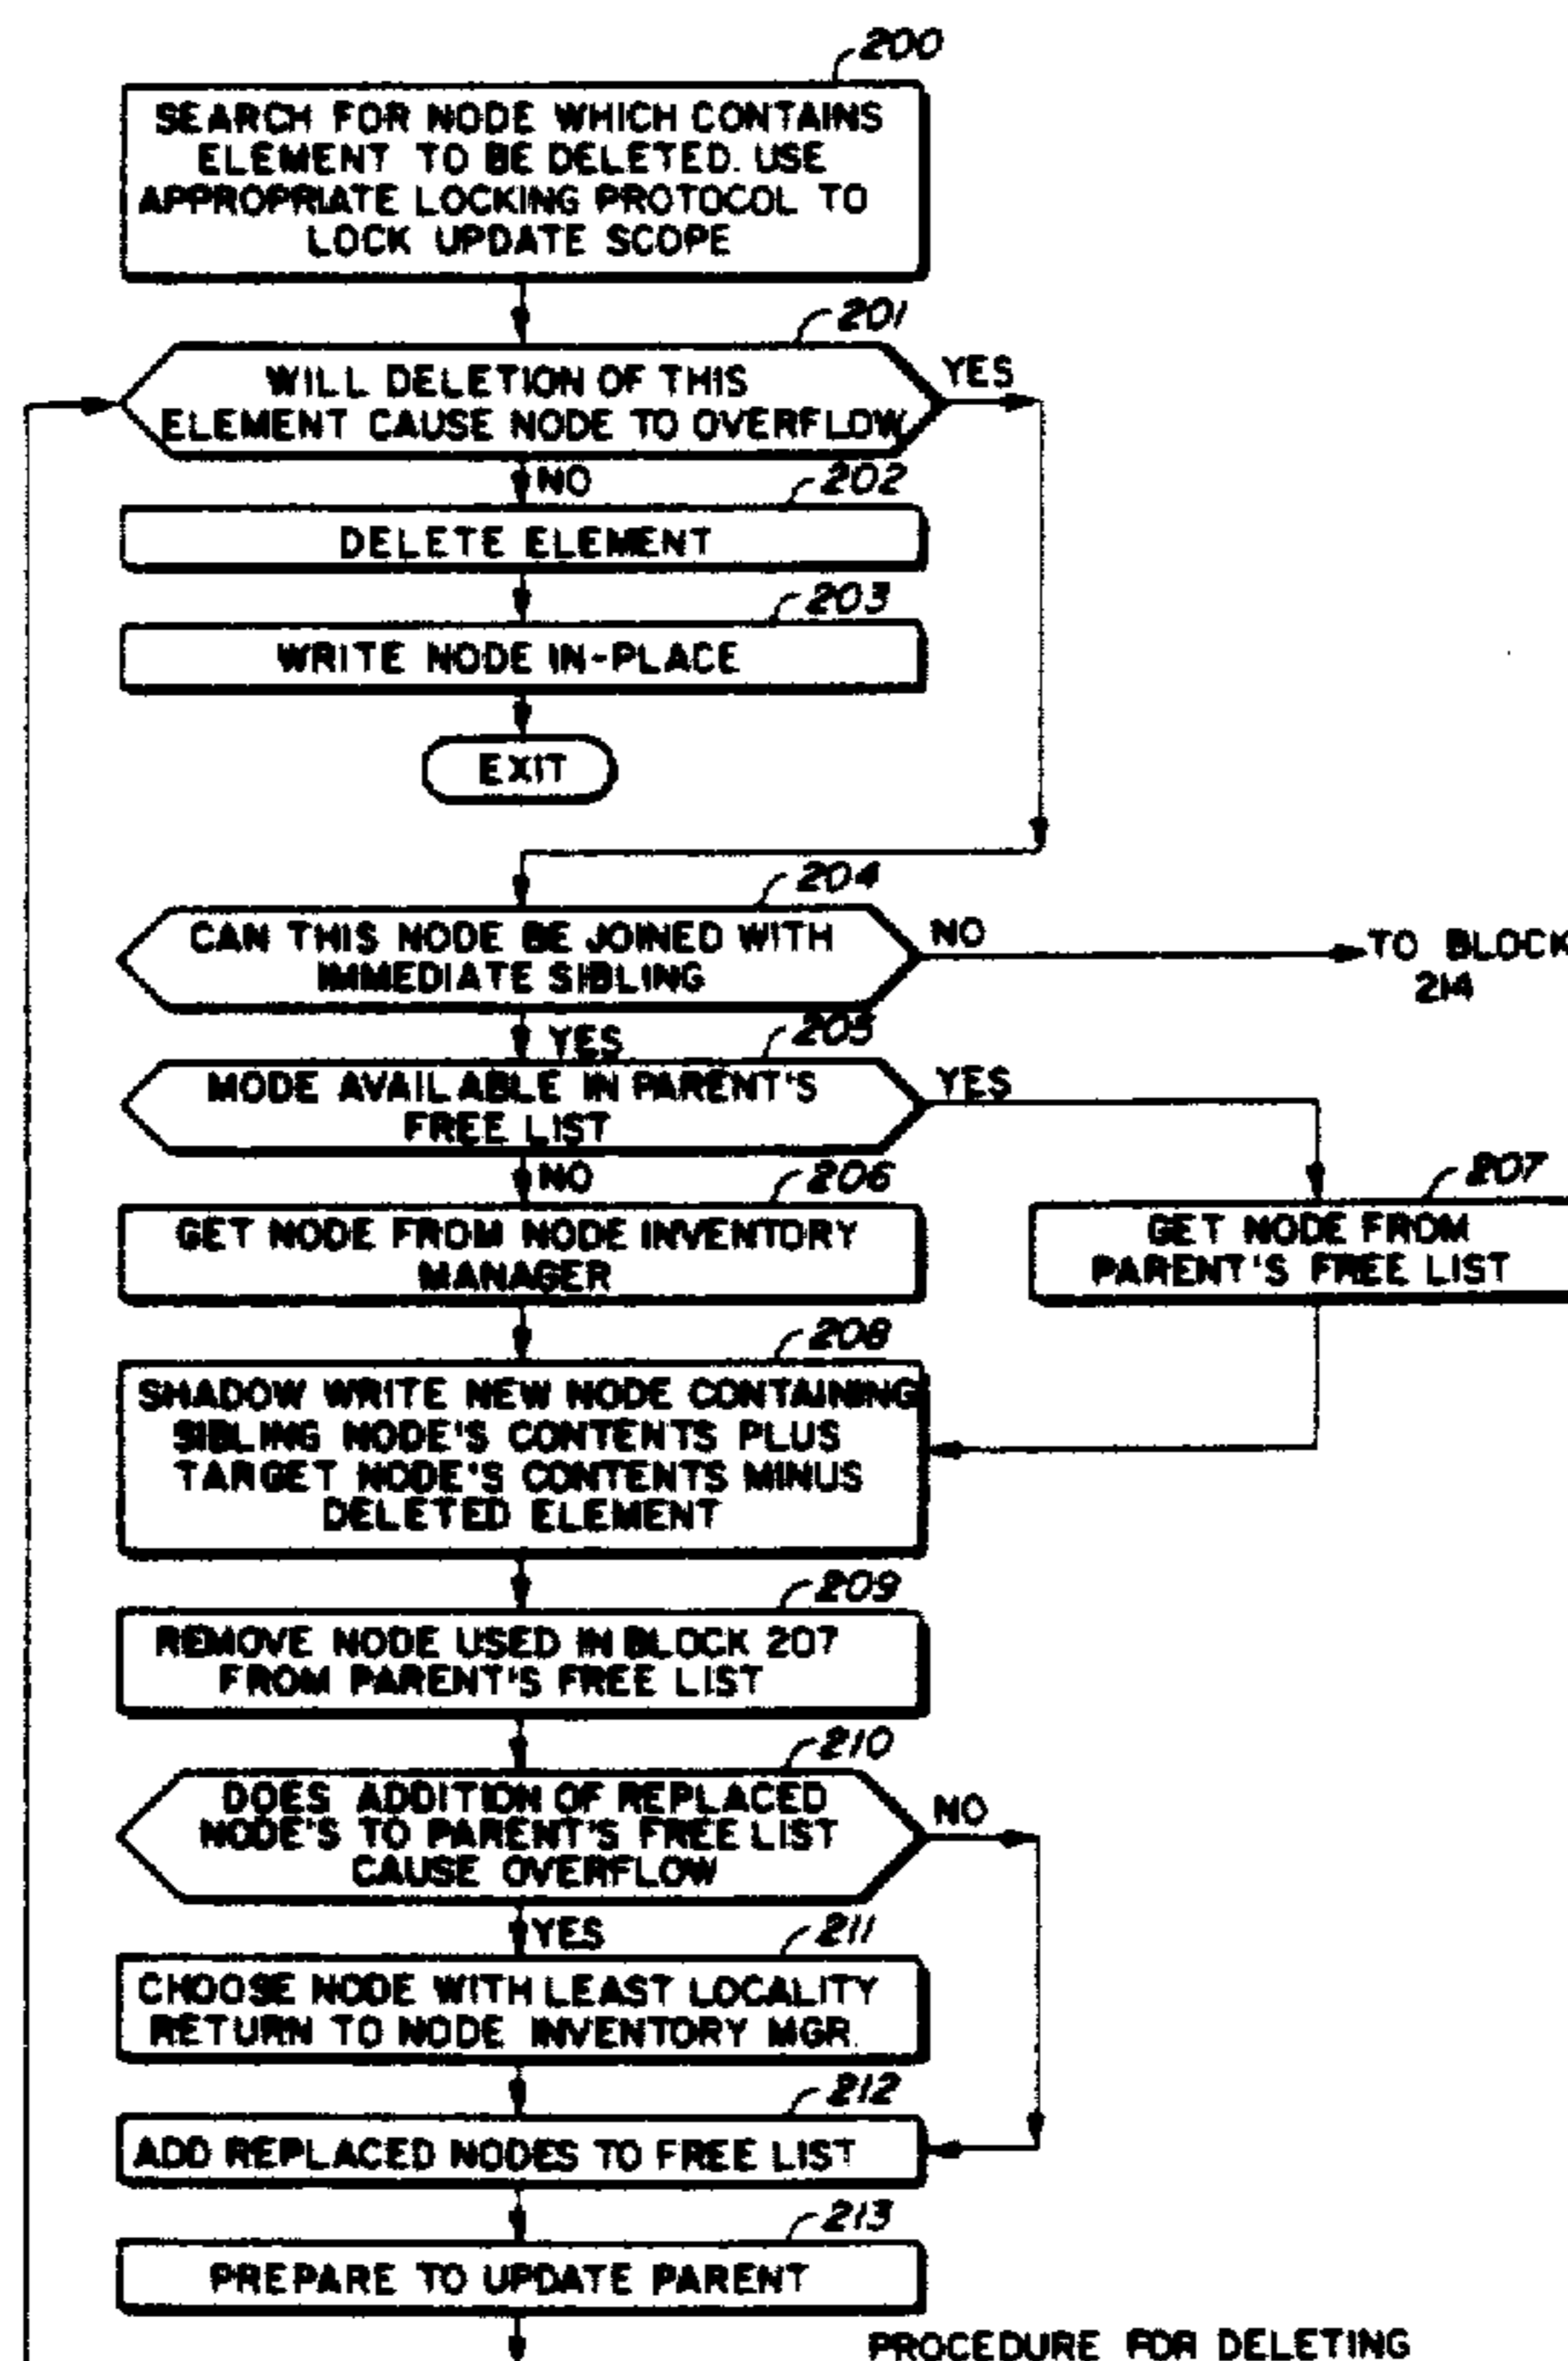 200
SEARCH FOR NODE WHICH CONTAINS
ELEMENT TO BE DELETED. USE
APPROPRIATE LOCKING PROTOCOL TO
LOCK UPDATE SCOPE
201
WILL DELETION OF THIS
ELEMENT CAUSE NODE TO OVERFLOW
YES
NO
202
DELETE ELEMENT
203
WRITE NODE IN-PLACE
EXIT
204
CAN THIS NODE BE JOINED WITH
IMMEDIATE SIBLING
NO
TO BLOCK
214
YES
205
MODE AVAILABLE IN PARENT'S
FREE LIST
YES
NO
206
GET NODE FROM NODE INVENTORY
MANAGER
207
GET NODE FROM
PARENT'S FREE LIST
208
SHADOW WRITE NEW NODE CONTAINING
SIBLING NODE'S CONTENTS PLUS
TARGET NODE'S CONTENTS MINUS
DELETED ELEMENT
209
REMOVE NODE USED IN BLOCK 207
FROM PARENT'S FREE LIST
210
DOES ADDITION OF REPLACED
NODE'S TO PARENT'S FREE LIST
CAUSE OVERFLOW
NO
YES
211
CHOOSE NODE WITH LEAST LOCALITY
RETURN TO NODE INVENTORY MGR.
212
ADD REPLACED NODES TO FREE LIST
213
PREPARE TO UPDATE PARENT
PROCEDURE FOR DELETING